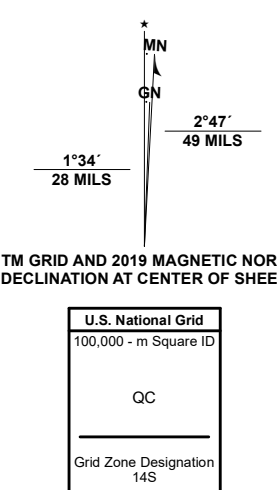 ★
MN
GN
2°47´
49 MILS
1°34´
28 MILS
TM GRID AND 2019 MAGNETIC NOR
DECLINATION AT CENTER OF SHEE
U.S. National Grid
100,000 - m Square ID
QC
Grid Zone Designation
14S